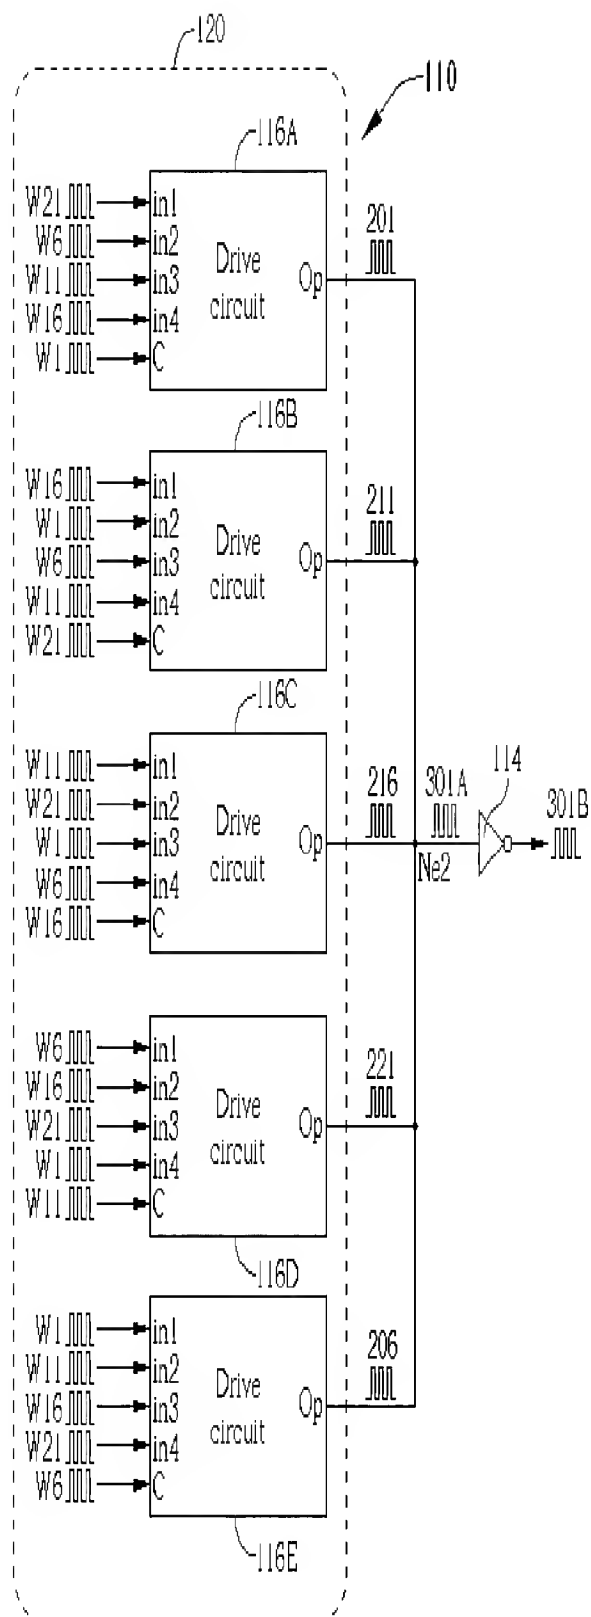 120
110
116A
W21 in1
W6 in2
W11 in3
W16 in4
W1 C
Drive
circuit
Op
201
116B
W16 in1
W1 in2
W6 in3
W11 in4
W21 C
Drive
circuit
Op
211
116C
W11 in1
W21 in2
W1 in3
W6 in4
W16 C
Drive
circuit
Op
216
301A
114
301B
Ne2
W6 in1
W16 in2
W21 in3
W1 in4
W11 C
Drive
circuit
Op
221
116D
W1 in1
W11 in2
W16 in3
W21 in4
W6 C
Drive
circuit
Op
206
116E